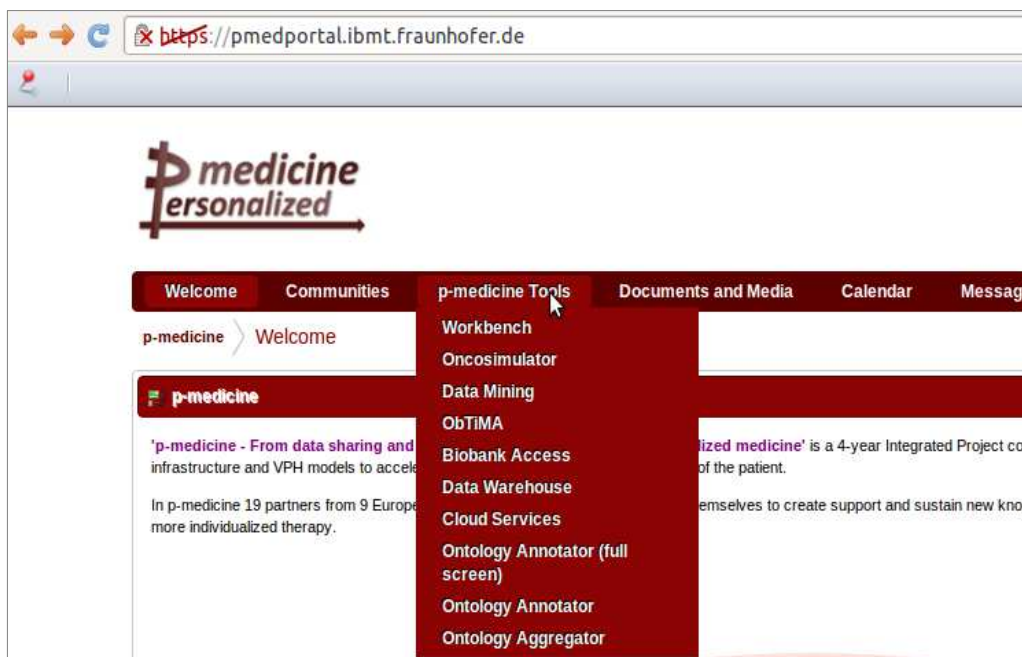 https://pmedportal.ibmt.fraunhofer.de
p medicine
ersonalized
Welcome Communities p-medicine Tools Documents and Media Calendar Messag
p-medicine Welcome
Workbench
Oncosimulator
Data Mining
ObTiMA
Biobank Access
Data Warehouse
Cloud Services
Ontology Annotator (full
screen)
Ontology Annotator
Ontology Aggregator
p-medicine
'p-medicine - From data sharing and lized medicine' is a 4-year Integrated Project co
infrastructure and VPH models to accele of the patient.
In p-medicine 19 partners from 9 Europe emselves to create support and sustain new kno
more individualized therapy.